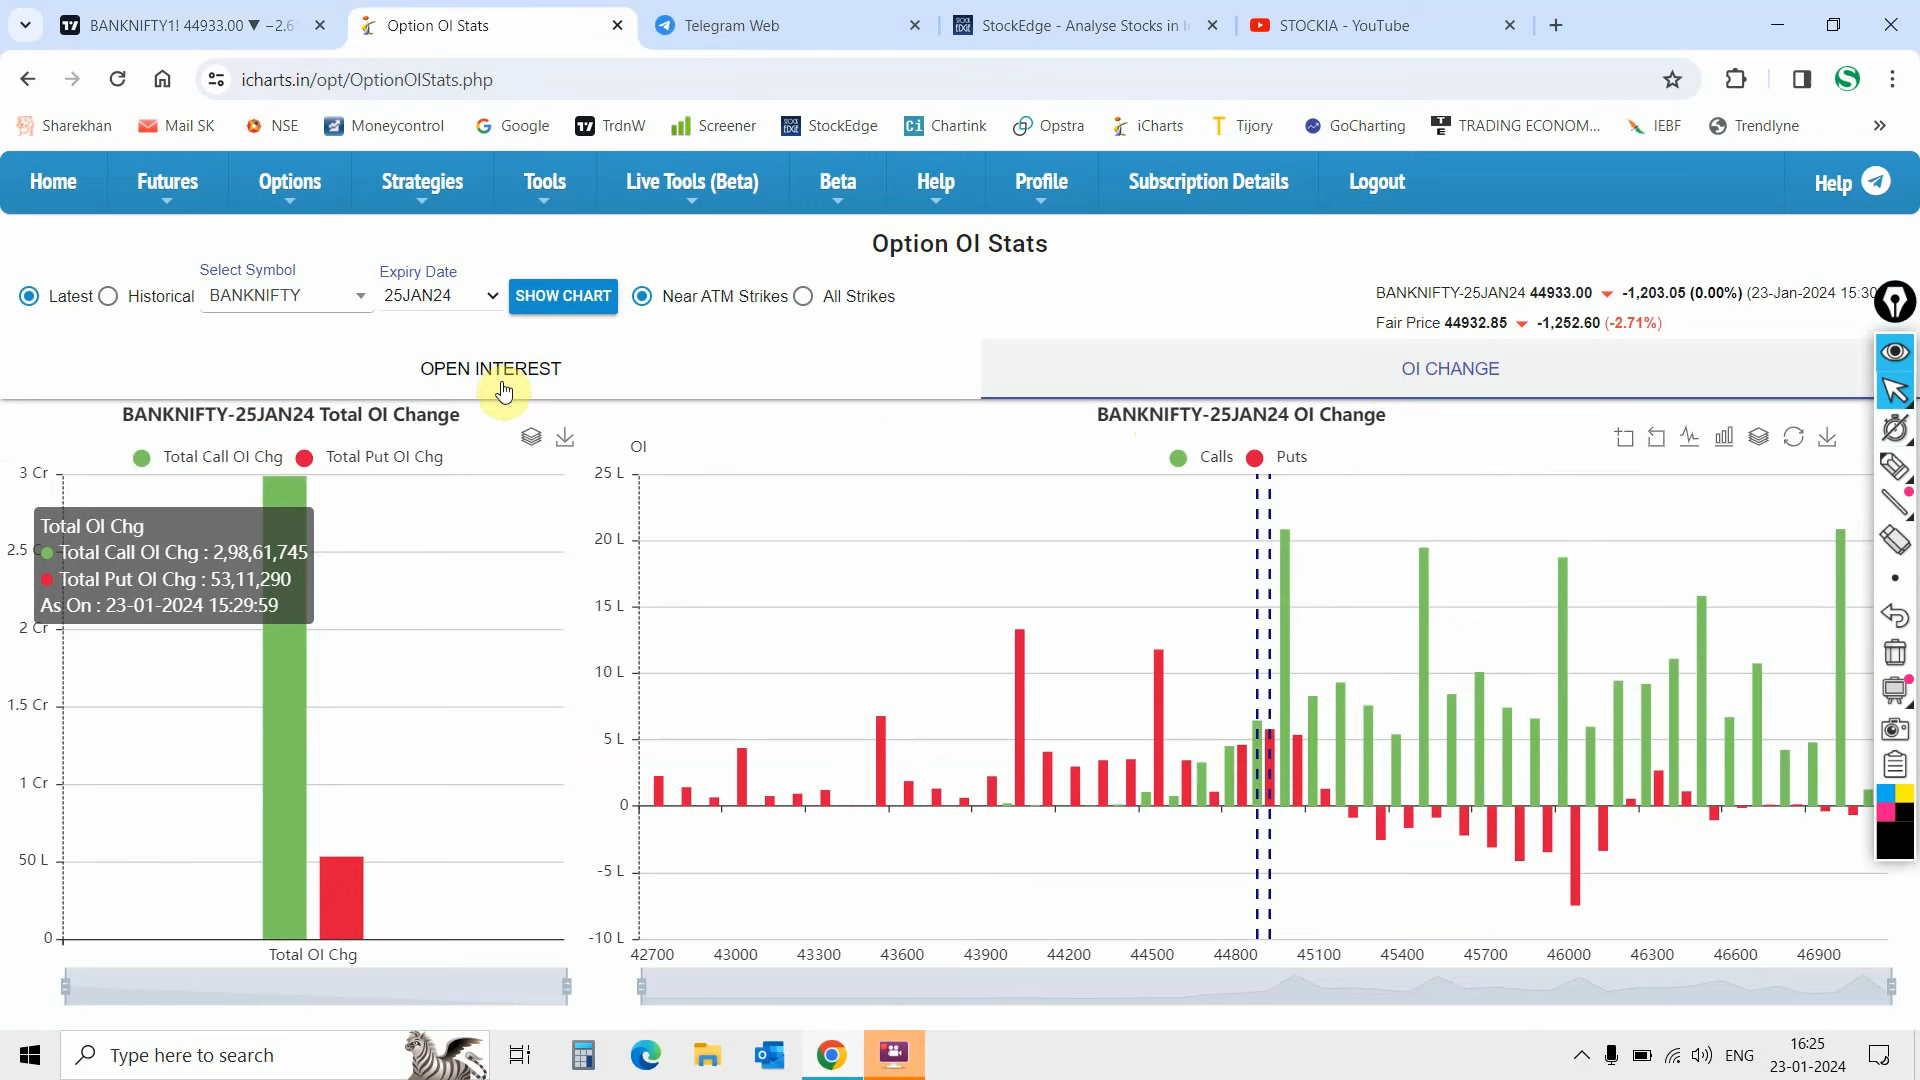 BANKNIFTY1! 44933.00 ▼ −2.6
Option OI Stats
Telegram Web
StockEdge - Analyse Stocks in I
STOCKIA - YouTube
icharts.in/opt/OptionOIStats.php
Sharekhan
Mail SK
NSE
Moneycontrol
Google
TrdnW
Screener
StockEdge
Chartink
Opstra
iCharts
Tijory
GoCharting
TRADING ECONOM...
IEBF
Trendlyne
Home
Futures
Options
Strategies
Tools
Live Tools (Beta)
Beta
Help
Profile
Subscription Details
Logout
Help
Option OI Stats
Latest
Historical
Select Symbol
BANKNIFTY
Expiry Date
25JAN24
SHOW CHART
Near ATM Strikes
All Strikes
BANKNIFTY-25JAN24 44933.00 ▼ -1,203.05 (0.00%) (23-Jan-2024 15:30
Fair Price 44932.85 ▼ -1,252.60 (-2.71%)
OPEN INTEREST
OI CHANGE
BANKNIFTY-25JAN24 Total OI Change
Total Call OI Chg
Total Put OI Chg
3 Cr
2.5
2 Cr
1.5 Cr
1 Cr
50 L
0
Total OI Chg
Total Call OI Chg : 2,98,61,745
Total Put OI Chg : 53,11,290
As On : 23-01-2024 15:29:59
Total OI Chg
BANKNIFTY-25JAN24 OI Change
OI
Calls
Puts
25 L
20 L
15 L
10 L
5 L
0
-5 L
-10 L
42700 43000 43300 43600 43900 44200 44500 44800 45100 45400 45700 46000 46300 46600 46900
Type here to search
ENG
16:25
23-01-2024